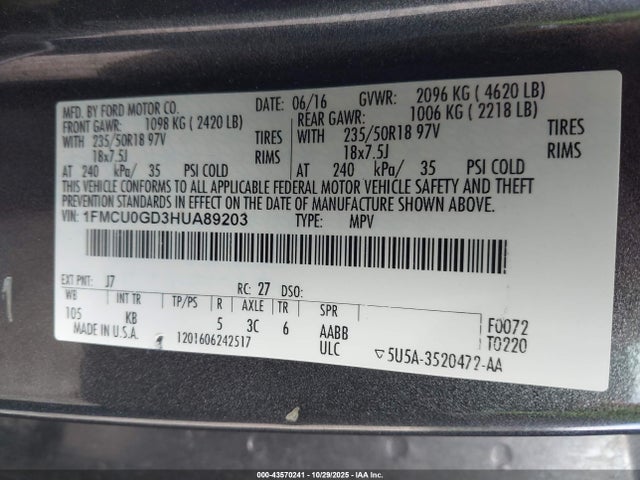 MFD. BY FORD MOTOR CO. DATE: 06/16 GVWR: 2096 KG ( 4620 LB)
FRONT GAWR: 1098 KG ( 2420 LB) REAR GAWR: 1006 KG ( 2218 LB)
WITH 235/50R18 97V TIRES WITH 235/50R18 97V TIRES
18x7.5J RIMS 18x7.5J RIMS
AT 240 kPa/ 35 PSI COLD AT 240 kPa/ 35 PSI COLD
THIS VEHICLE CONFORMS TO ALL APPLICABLE FEDERAL MOTOR VEHICLE SAFETY AND THEFT
PREVENTION STANDARDS IN EFFECT ON THE DATE OF MANUFACTURE SHOWN ABOVE.
VIN: 1FMCU0GD3HUA89203 TYPE: MPV
EXT PNT: J7 RC: 27 DSO:
WB INT TR TP/PS R AXLE TR SPR
105 KB 5 3C 6 AABB F0072
MADE IN U.S.A. 1201606242517 ULC ▽5U5A-3520472-AA T0220
000-43570241 - 10/29/2025 - IAA, Inc.